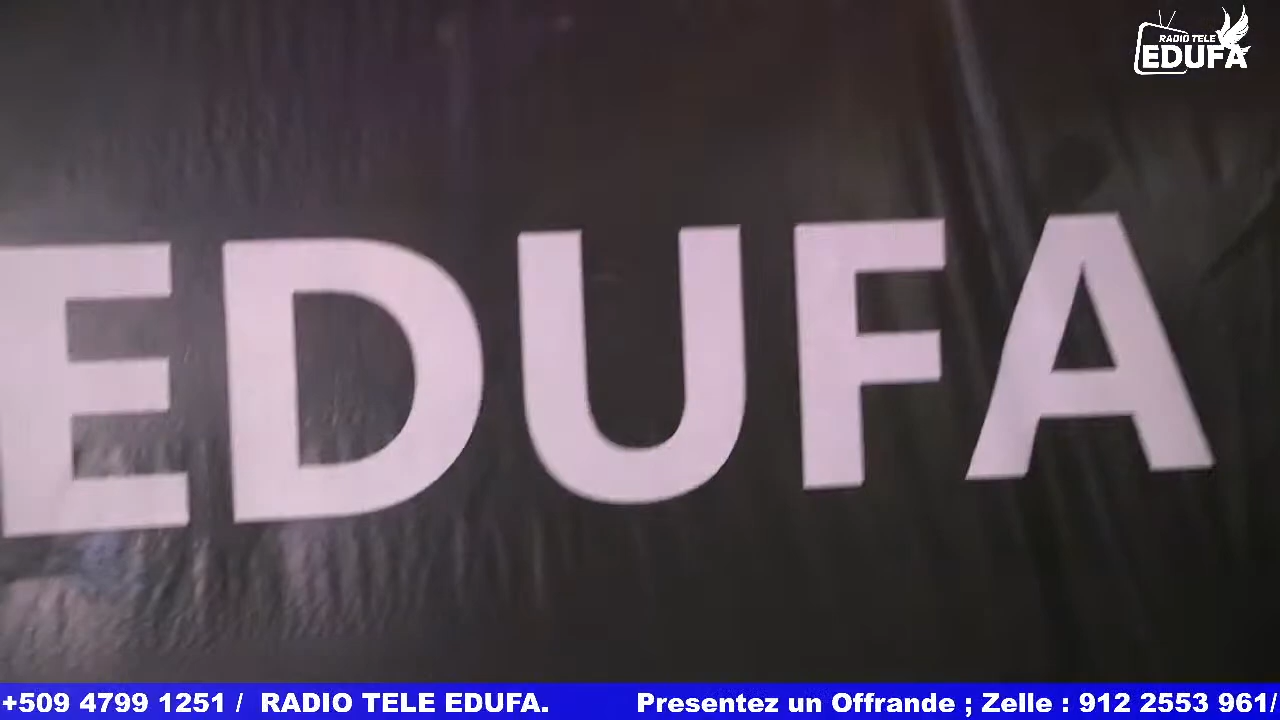 RADIO TELE
EDUFA
EDUFA
+509 4799 1251 / RADIO TELE EDUFA. Presentez un Offrande ; Zelle : 912 2553 961/